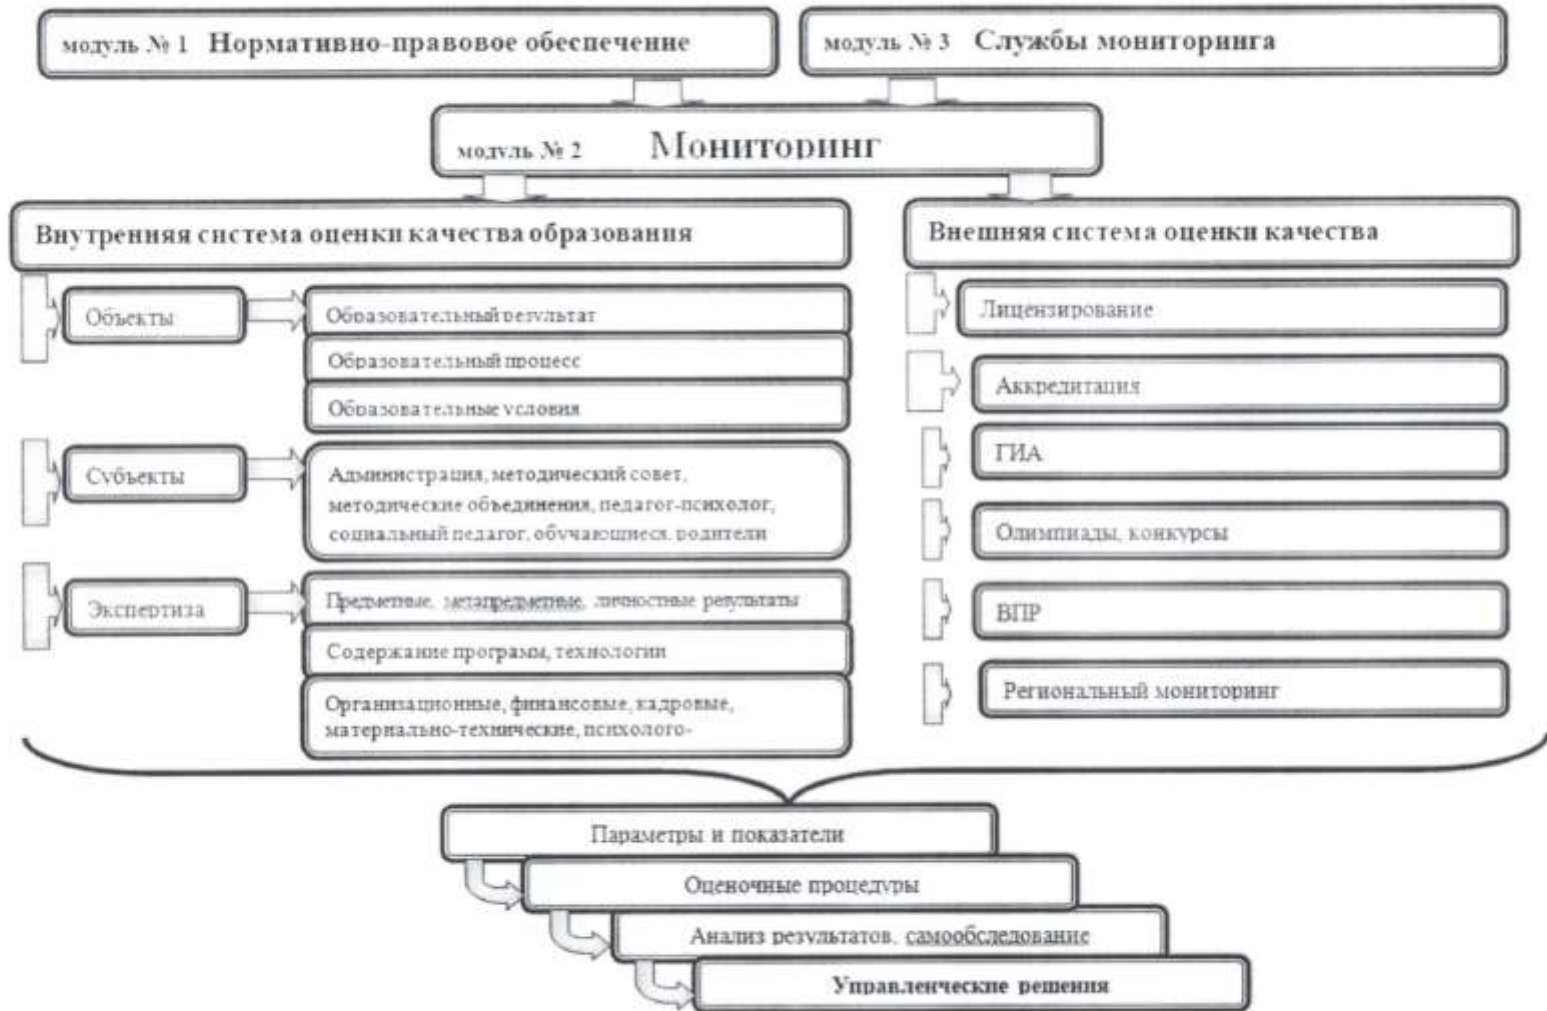 модуль № 1 Нормативно-правовое обеспечение
модуль № 3 Службы мониторинга
модуль № 2 Мониторинг
Внутренняя система оценки качества образования
Объекты
Образовательный результат
Образовательный процесс
Образовательные условия
Субъекты
Администрация, методический совет,
методические объединения, педагог-психолог,
социальный педагог, обучающиеся, родители
Экспертиза
Предметные, метапредметные, личностные результаты
Содержание программ, технологии
Организационные, финансовые, кадровые,
материально-технические, психолого-
Внешняя система оценки качества
Лицензирование
Аккредитация
ГИА
Олимпиады, конкурсы
ВПР
Региональный мониторинг
Параметры и показатели
Оценочные процедуры
Анализ результатов, самообследование
Управленческие решения